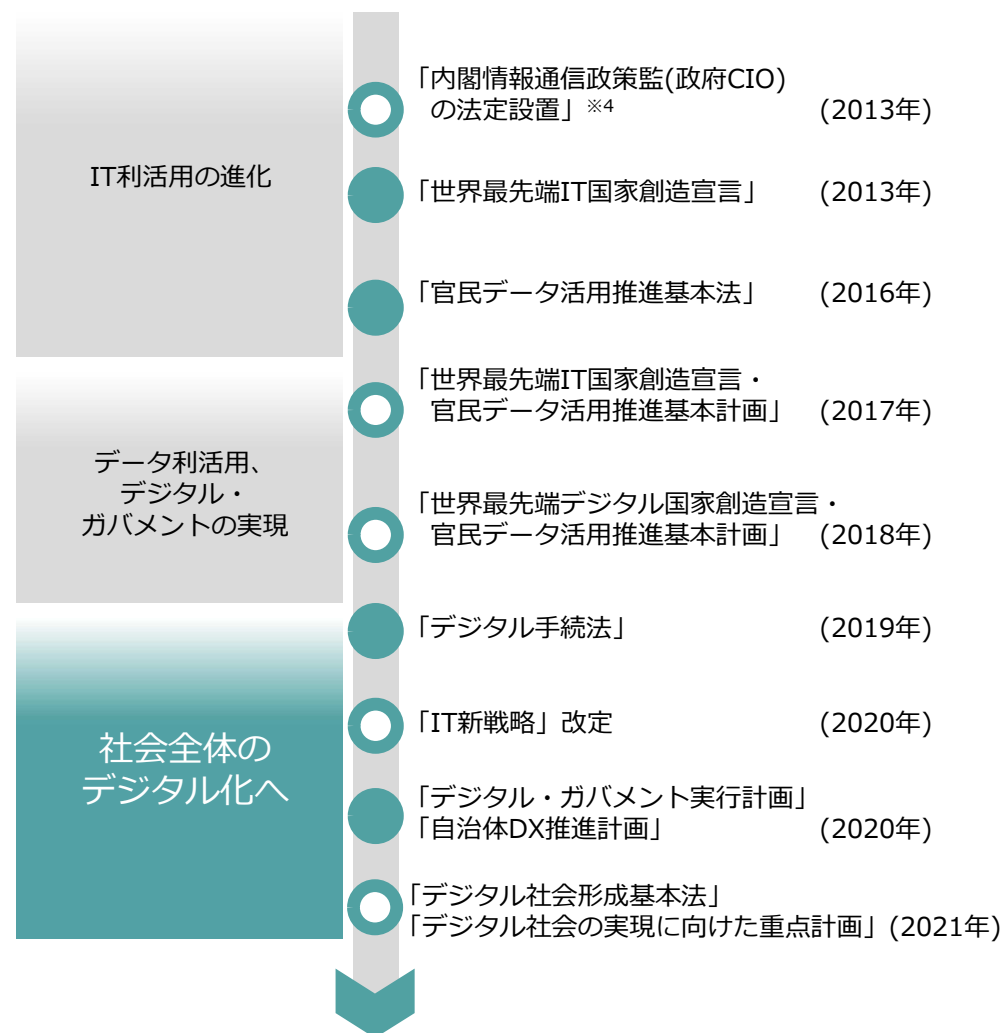 IT利活用の進化
「内閣情報通信政策監(政府CIO)
の法定設置」※4 (2013年)
「世界最先端IT国家創造宣言」 (2013年)
「官民データ活用推進基本法」 (2016年)
データ利活用、
デジタル・
ガバメントの実現
「世界最先端IT国家創造宣言・
官民データ活用推進基本計画」 (2017年)
「世界最先端デジタル国家創造宣言・
官民データ活用推進基本計画」 (2018年)
社会全体の
デジタル化へ
「デジタル手続法」 (2019年)
「IT新戦略」改定 (2020年)
「デジタル・ガバメント実行計画」
「自治体DX推進計画」 (2020年)
「デジタル社会形成基本法」
「デジタル社会の実現に向けた重点計画」(2021年)